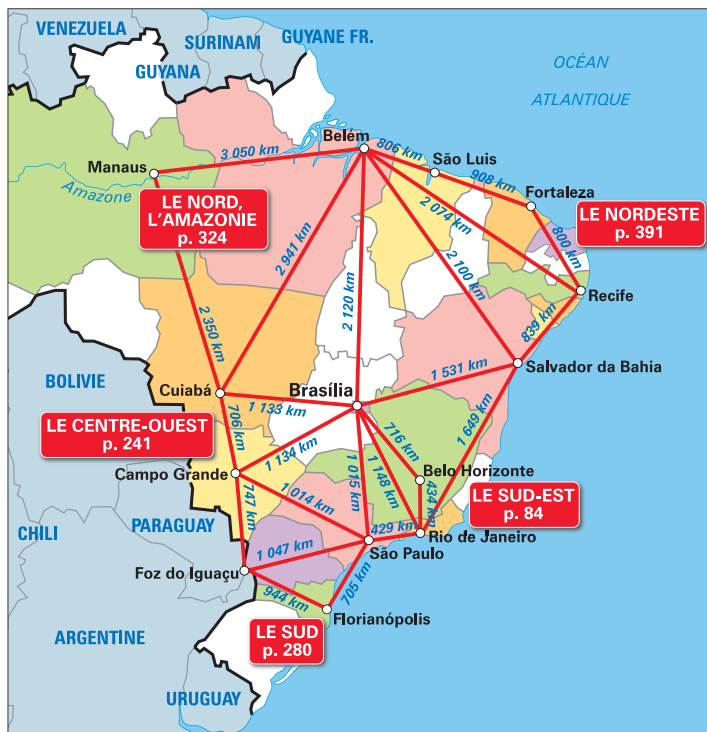 VENEZUELA
SURINAM
GUYANE FR.
GUYANA
OCÉAN
ATLANTIQUE
Belém
3 050 km
806 km
São Luis
Manaus
908 km
Amazone
Fortaleza
LE NORD,
L'AMAZONIE
p. 324
2 074 km
800 km
LE NORDESTE
p. 391
2 941 km
2 100 km
Recife
2 120 km
2 350 km
839 km
Salvador da Bahia
1 531 km
BOLIVIE
Cuiabá
Brasília
1 133 km
LE CENTRE-OUEST
p. 241
706 km
1 649 km
716 km
1 134 km
Campo Grande
1 015 km
1 148 km
Belo Horizonte
747 km
1 014 km
434 km
LE SUD-EST
p. 84
CHILI
PARAGUAY
429 km
Rio de Janeiro
São Paulo
1 047 km
Foz do Iguaçu
705 km
944 km
Florianópolis
ARGENTINE
LE SUD
p. 280
URUGUAY